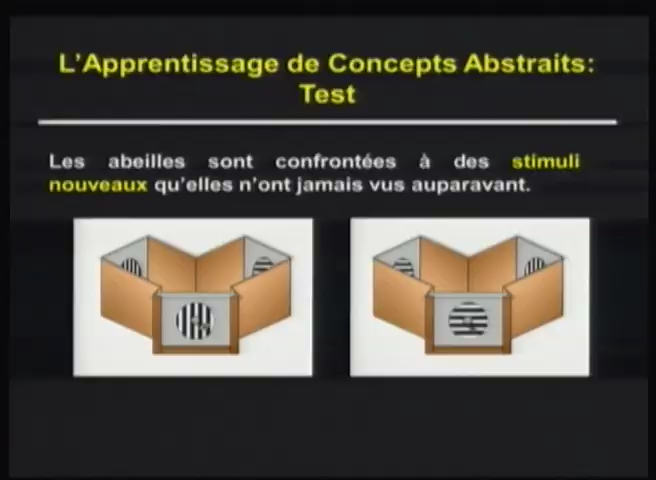 L'Apprentissage de Concepts Abstraits:
Test
Les abeilles sont confrontées à des stimuli
nouveaux qu'elles n'ont jamais vus auparavant.